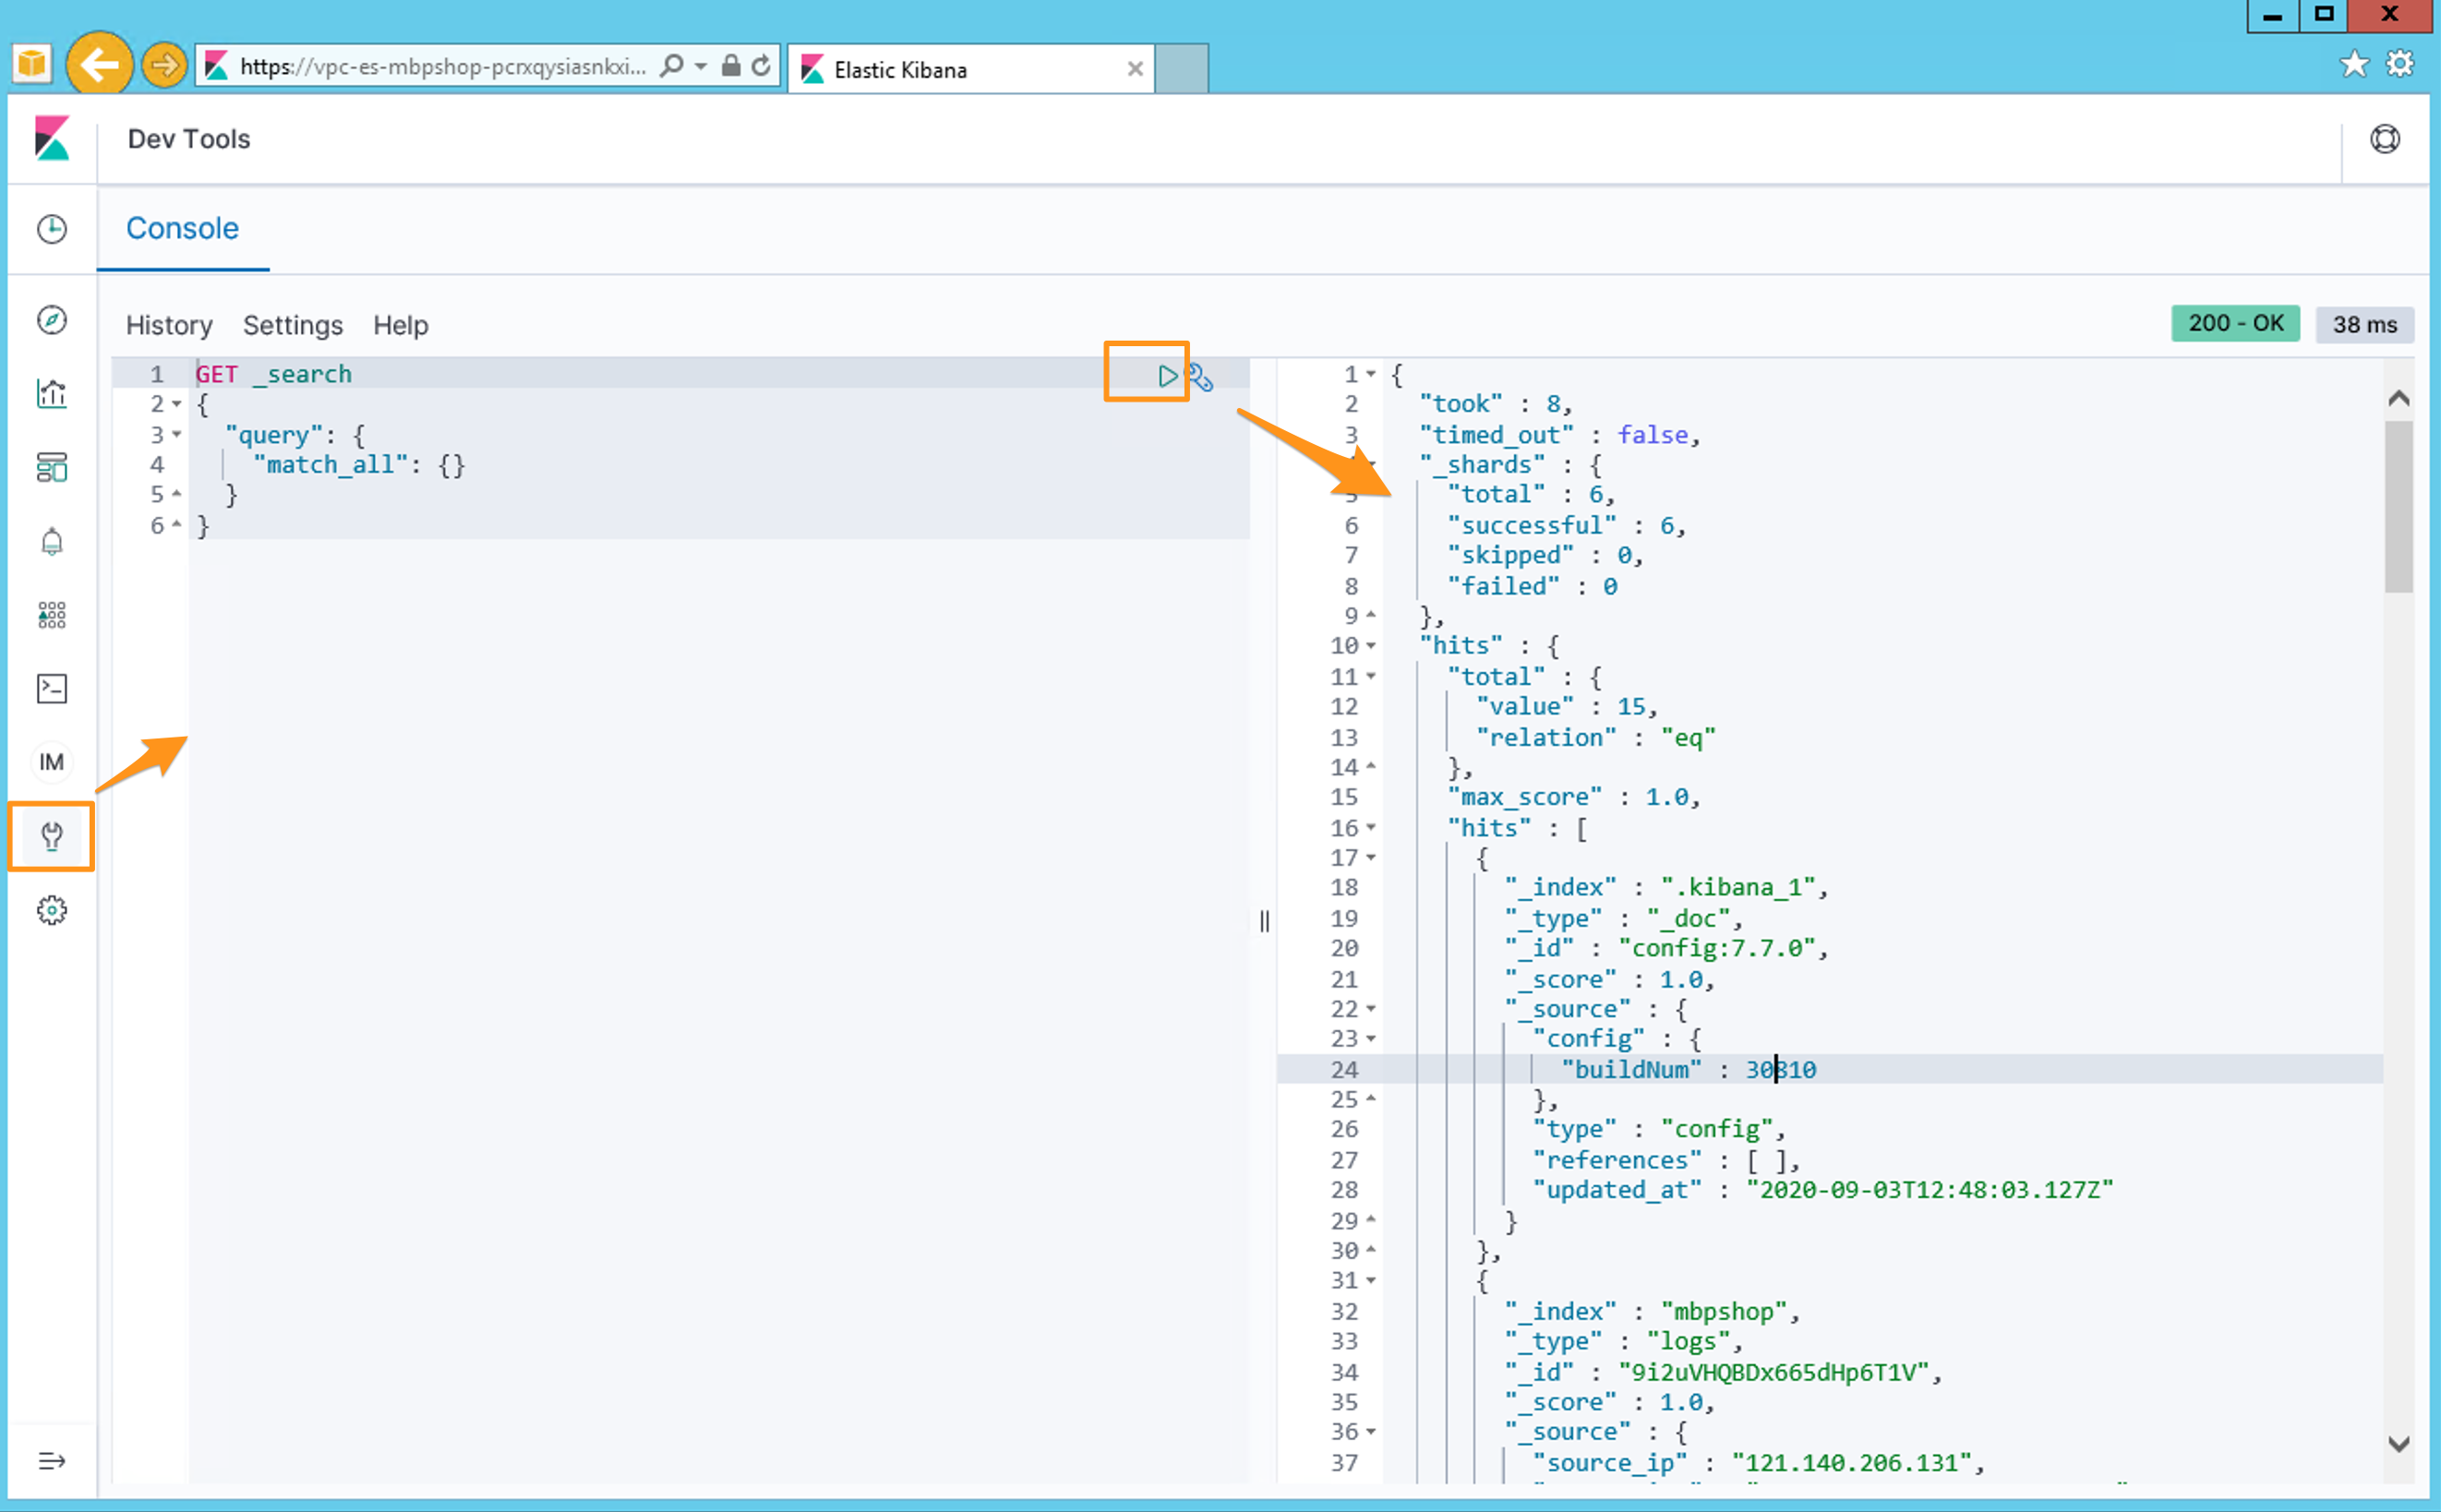 https://vpc-es-mbpshop-pcrxqysiasnkxi...
Elastic Kibana
Dev Tools
Console
History Settings Help
200 - OK
38 ms
1 GET _search
2 {
3 "query": {
4 "match_all": {}
5 }
6 }
IM
1 {
2 "took" : 8,
3 "timed_out" : false,
"_shards" : {
5 "total" : 6,
6 "successful" : 6,
7 "skipped" : 0,
8 "failed" : 0
9 },
10 "hits" : {
11 "total" : {
12 "value" : 15,
13 "relation" : "eq"
14 },
15 "max_score" : 1.0,
16 "hits" : [
17 {
18 "_index" : ".kibana_1",
19 "_type" : "_doc",
20 "_id" : "config:7.7.0",
21 "_score" : 1.0,
22 "_source" : {
23 "config" : {
24 "buildNum" : 30810
25 },
26 "type" : "config",
27 "references" : [ ],
28 "updated_at" : "2020-09-03T12:48:03.127Z"
29 }
30 },
31 {
32 "_index" : "mbpshop",
33 "_type" : "logs",
34 "_id" : "9i2uVHQBDx665dHp6T1V",
35 "_score" : 1.0,
36 "_source" : {
37 "source_ip" : "121.140.206.131",